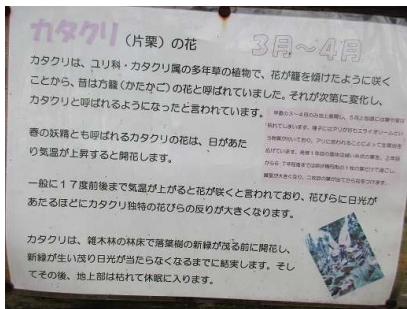 カタクリ（片栗）の花
3月～4月
カタクリは、ユリ科・カタクリ属の多年草の植物で、花が籠を傾けたように咲く
ことから、昔は方籠（かたかご）の花と呼ばれていました。それが次第に変化し、
カタクリと呼ばれるようになったと言われています。
春の妖精とも呼ばれるカタクリの花は、日があた
り気温が上昇すると開花します。
一般に１７度前後まで気温が上がると花が咲くと言われており、花びらに日光が
あたるほどにカタクリ独特の花びらの反りが大きくなります。
カタクリは、雑木林の林床で落葉樹の新緑が茂る前に開花し、
新緑が生い茂り日光が当たらなくなるまでに結実します。そし
てその後、地上部は枯れて休眠に入ります。